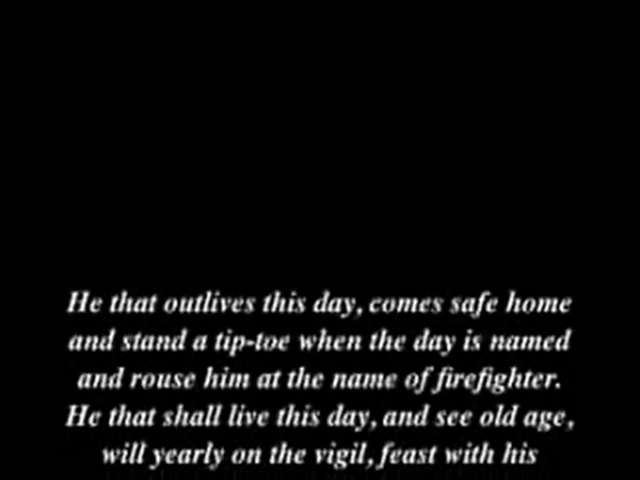 He that outlives this day, comes safe home
and stand a tip-toe when the day is named
and rouse him at the name of firefighter.
He that shall live this day, and see old age,
will yearly on the vigil, feast with his